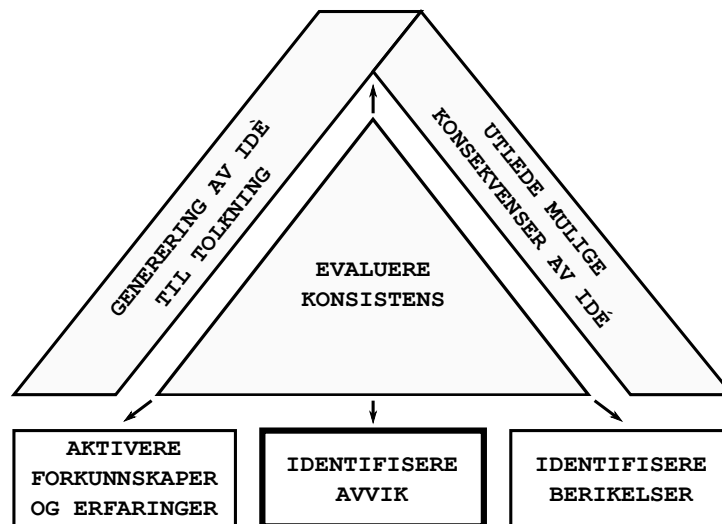 GENERERING AV IDÈ
TIL TOLKNING
UTLEDE MULIGE
KONSEKVENSER AV IDÉ
EVALUERE
KONSISTENS
AKTIVERE
FORKUNNSKAPER
OG ERFARINGER
IDENTIFISERE
AVVIK
IDENTIFISERE
BERIKELSER